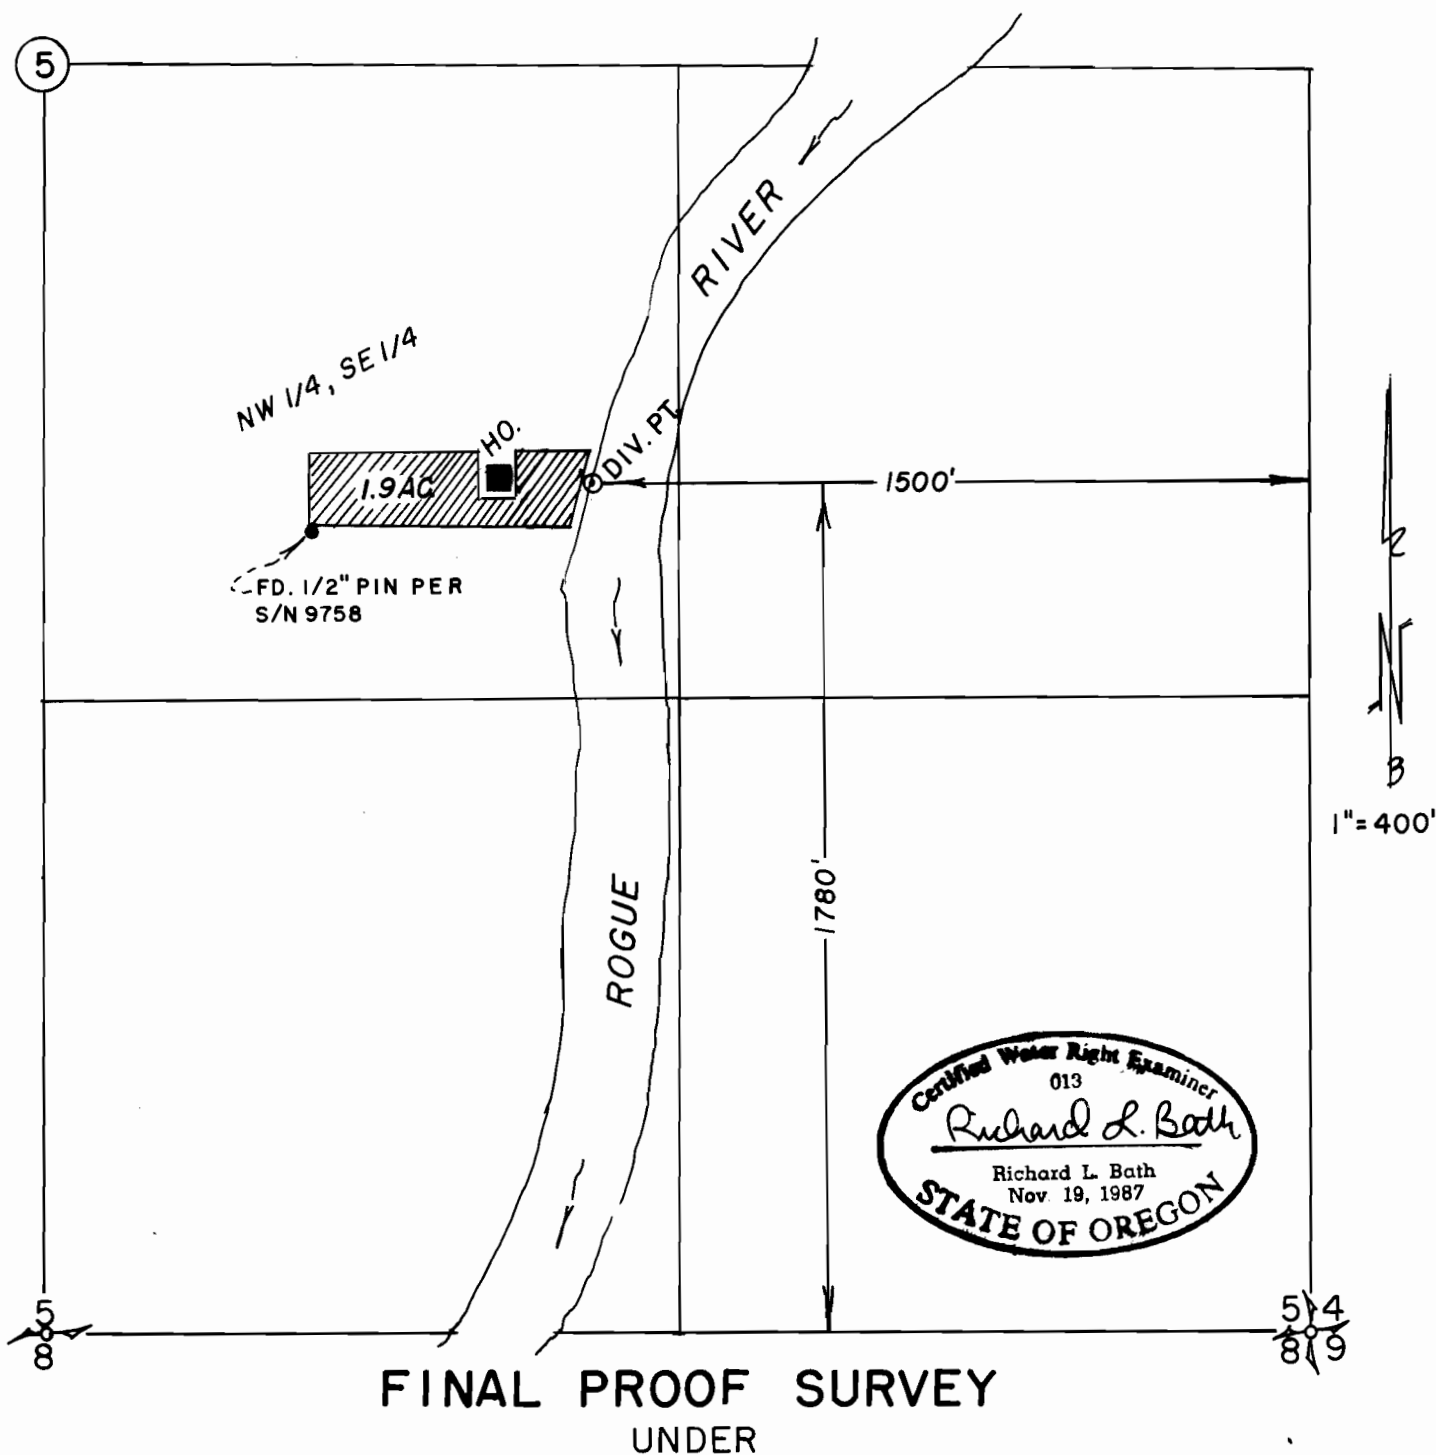 5
RIVER
NW 1/4, SE 1/4
HO.
DIV. PT.
1.9 AC.
1500'
FD. 1/2" PIN PER
S/N 9758
N
B
1"=400'
1780'
ROGUE
Certified Water Right Examiner
013
Richard L. Bath
Richard L. Bath
Nov. 19, 1987
STATE OF OREGON
5
8
5 4
8 9
FINAL PROOF SURVEY
UNDER